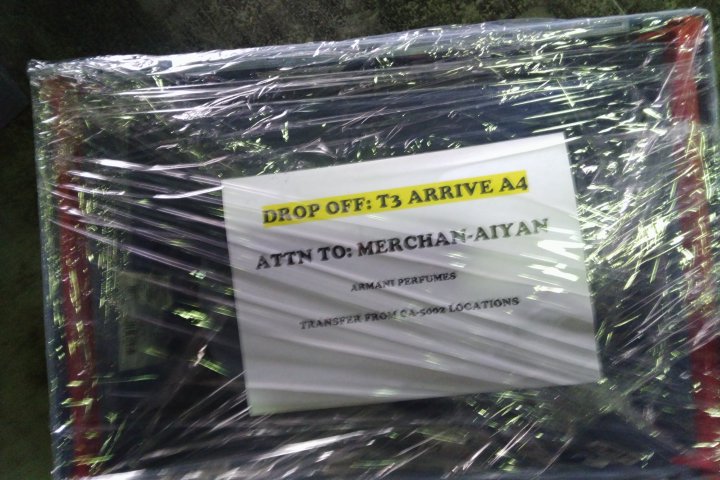 DROP OFF: T3 ARRIVE A4
ATTN TO: MERCHAN-AIYAN
ARMANI PERFUMES
TRANSFER FROM CA-5002 LOCATIONS